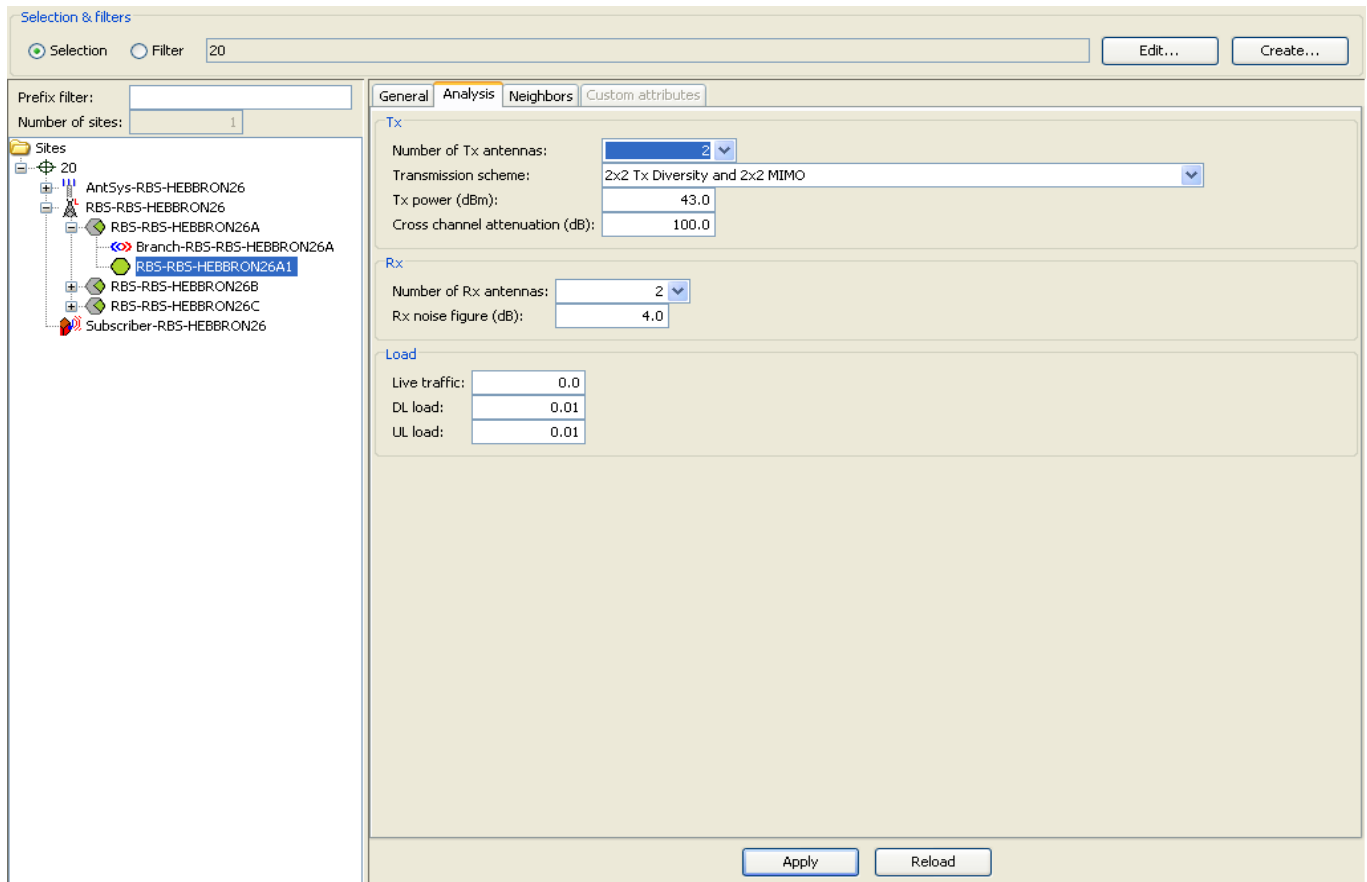 Selection & filters
Selection Filter 20 Edit... Create...
Prefix filter:
Number of sites: 1
Sites
20
AntSys-RBS-HEBBRON26
RBS-RBS-HEBBRON26
RBS-RBS-HEBBRON26A
Branch-RBS-RBS-HEBBRON26A
RBS-RBS-HEBBRON26A1
RBS-RBS-HEBBRON26B
RBS-RBS-HEBBRON26C
Subscriber-RBS-HEBBRON26
General Analysis Neighbors Custom attributes
Tx
Number of Tx antennas: 2
Transmission scheme: 2x2 Tx Diversity and 2x2 MIMO
Tx power (dBm): 43.0
Cross channel attenuation (dB): 100.0
Rx
Number of Rx antennas: 2
Rx noise figure (dB): 4.0
Load
Live traffic: 0.0
DL load: 0.01
UL load: 0.01
Apply Reload